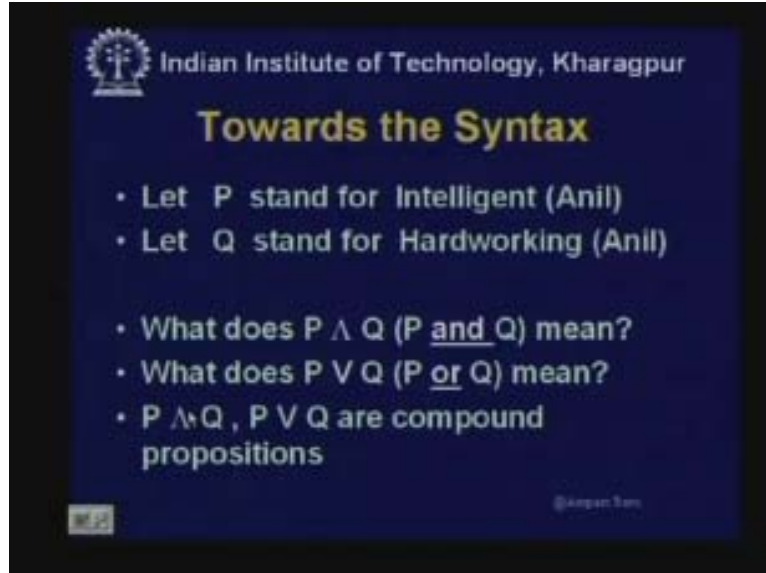 Indian Institute of Technology, Kharagpur
Towards the Syntax
• Let P stand for Intelligent (Anil)
• Let Q stand for Hardworking (Anil)
• What does P Λ Q (P and Q) mean?
• What does P V Q (P or Q) mean?
• P Λ Q , P V Q are compound
propositions